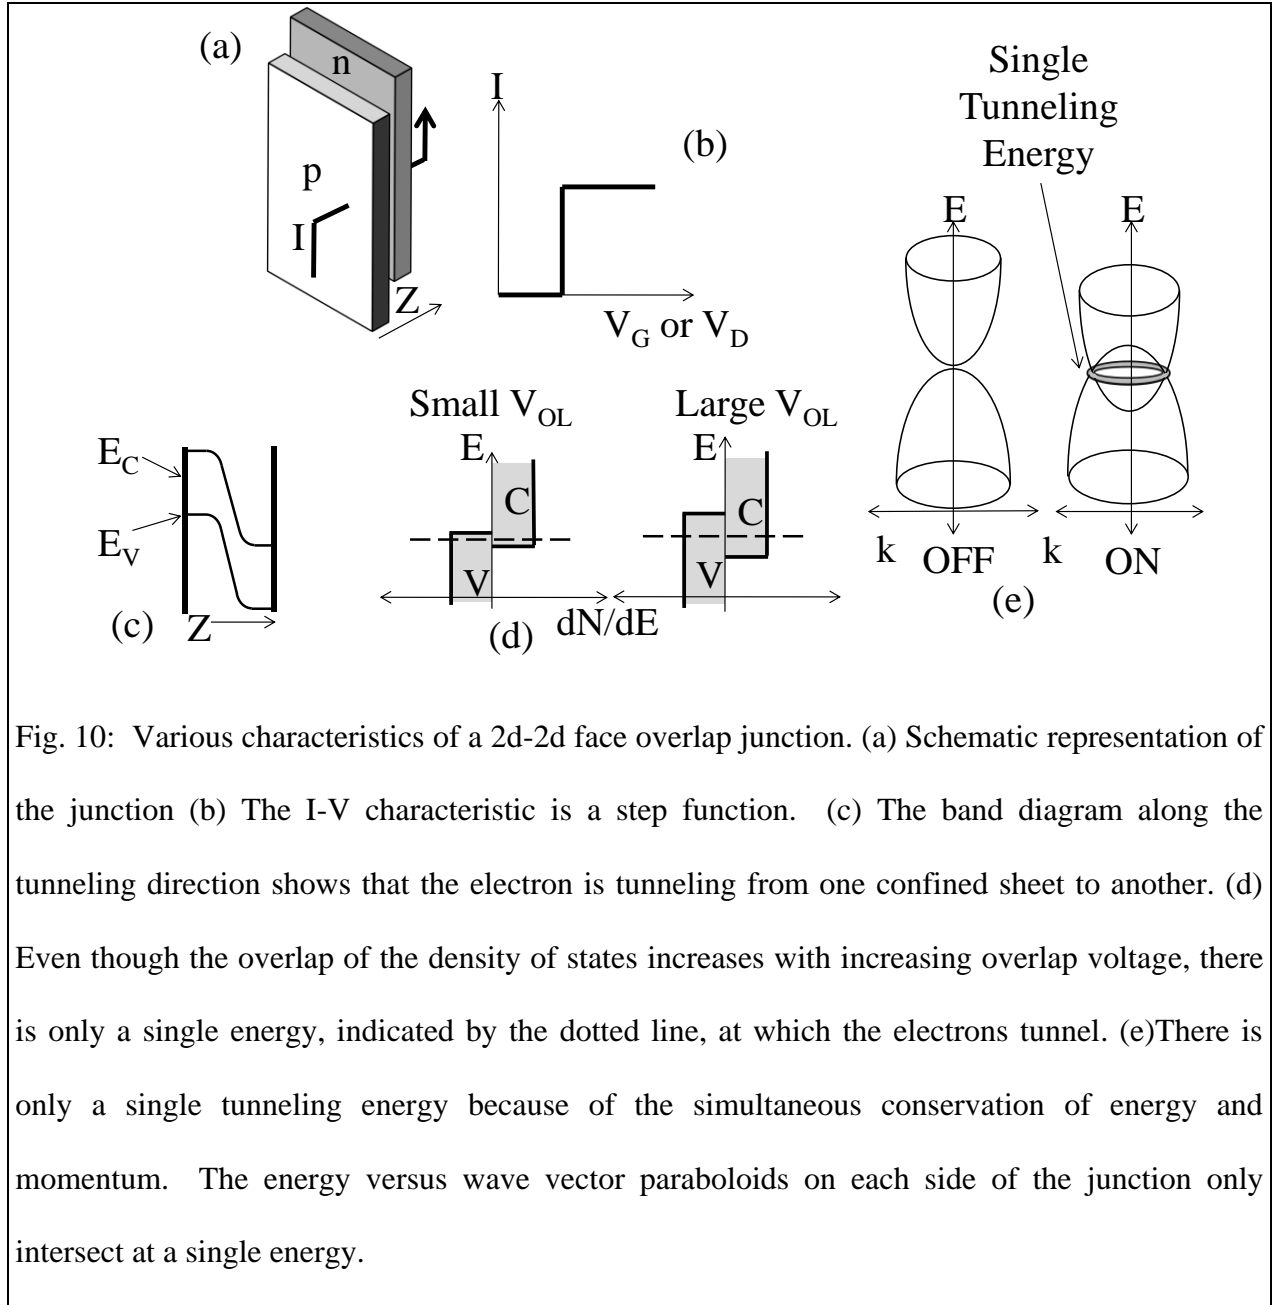 (a)
n
p
I
Z
I
(b)
V_G or V_D
Single
Tunneling
Energy
E
E
k
OFF
k
ON
(e)
E_C
E_V
(c)
Z
Small V_OL
E
C
V
(d)
Large V_OL
E
C
V
dN/dE
Fig. 10:  Various characteristics of a 2d-2d face overlap junction. (a) Schematic representation of
the junction (b) The I-V characteristic is a step function.  (c) The band diagram along the
tunneling direction shows that the electron is tunneling from one confined sheet to another. (d)
Even though the overlap of the density of states increases with increasing overlap voltage, there
is only a single energy, indicated by the dotted line, at which the electrons tunnel. (e)There is
only a single tunneling energy because of the simultaneous conservation of energy and
momentum.  The energy versus wave vector paraboloids on each side of the junction only
intersect at a single energy.